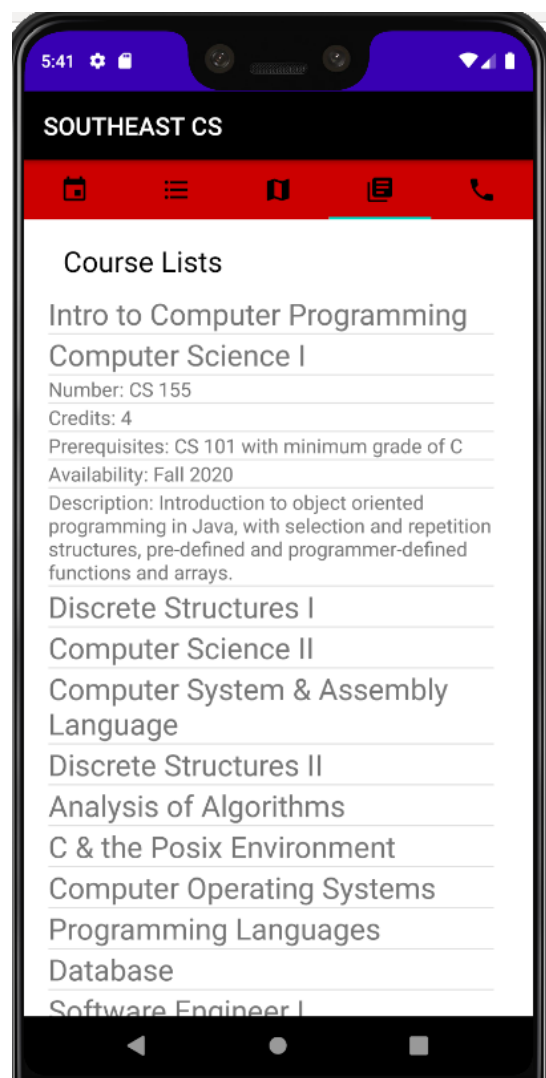 5:41
SOUTHEAST CS
Course Lists
Intro to Computer Programming
Computer Science I
Number: CS 155
Credits: 4
Prerequisites: CS 101 with minimum grade of C
Availability: Fall 2020
Description: Introduction to object oriented
programming in Java, with selection and repetition
structures, pre-defined and programmer-defined
functions and arrays.
Discrete Structures I
Computer Science II
Computer System & Assembly
Language
Discrete Structures II
Analysis of Algorithms
C & the Posix Environment
Computer Operating Systems
Programming Languages
Database
Software Engineer I